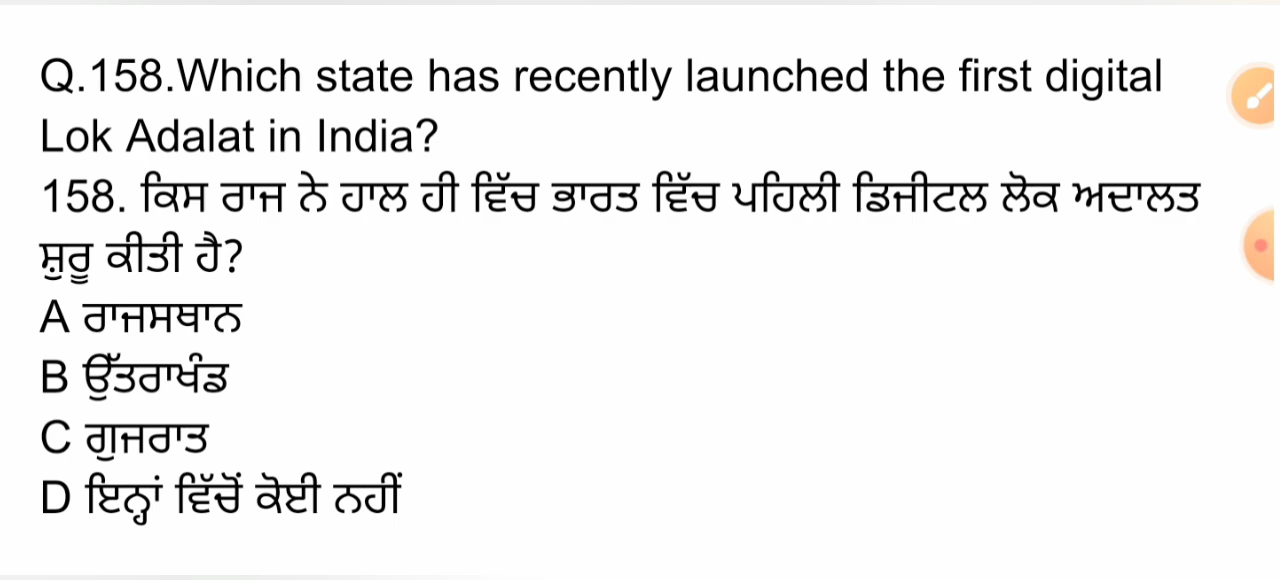 Q.158.Which state has recently launched the first digital
Lok Adalat in India?
158. ਕਿਸ ਰਾਜ ਨੇ ਹਾਲ ਹੀ ਵਿੱਚ ਭਾਰਤ ਵਿੱਚ ਪਹਿਲੀ ਡਿਜੀਟਲ ਲੋਕ ਅਦਾਲਤ
ਸ਼ੁਰੂ ਕੀਤੀ ਹੈ?
A ਰਾਜਸਥਾਨ
B ਉੱਤਰਾਖੰਡ
C ਗੁਜਰਾਤ
D ਇਨ੍ਹਾਂ ਵਿੱਚੋਂ ਕੋਈ ਨਹੀਂ